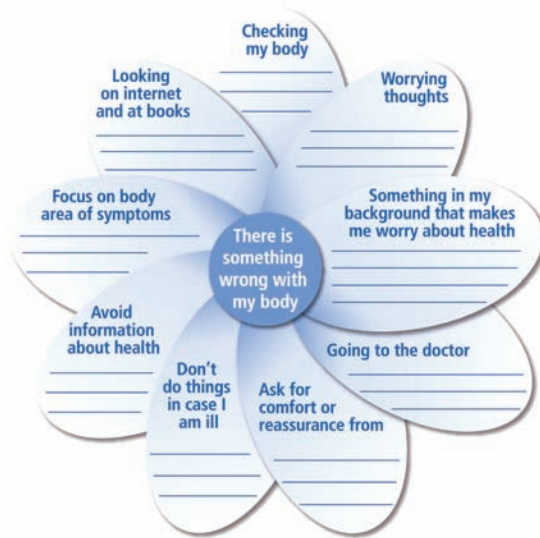 Checking
my body
Worrying
thoughts
Something in my
background that makes
me worry about health
Going to the doctor
Ask for
comfort or
reassurance from
Don't
do things
in case I
am ill
Avoid
information
about health
Focus on body
area of symptoms
Looking
on internet
and at books
There is
something
wrong with
my body